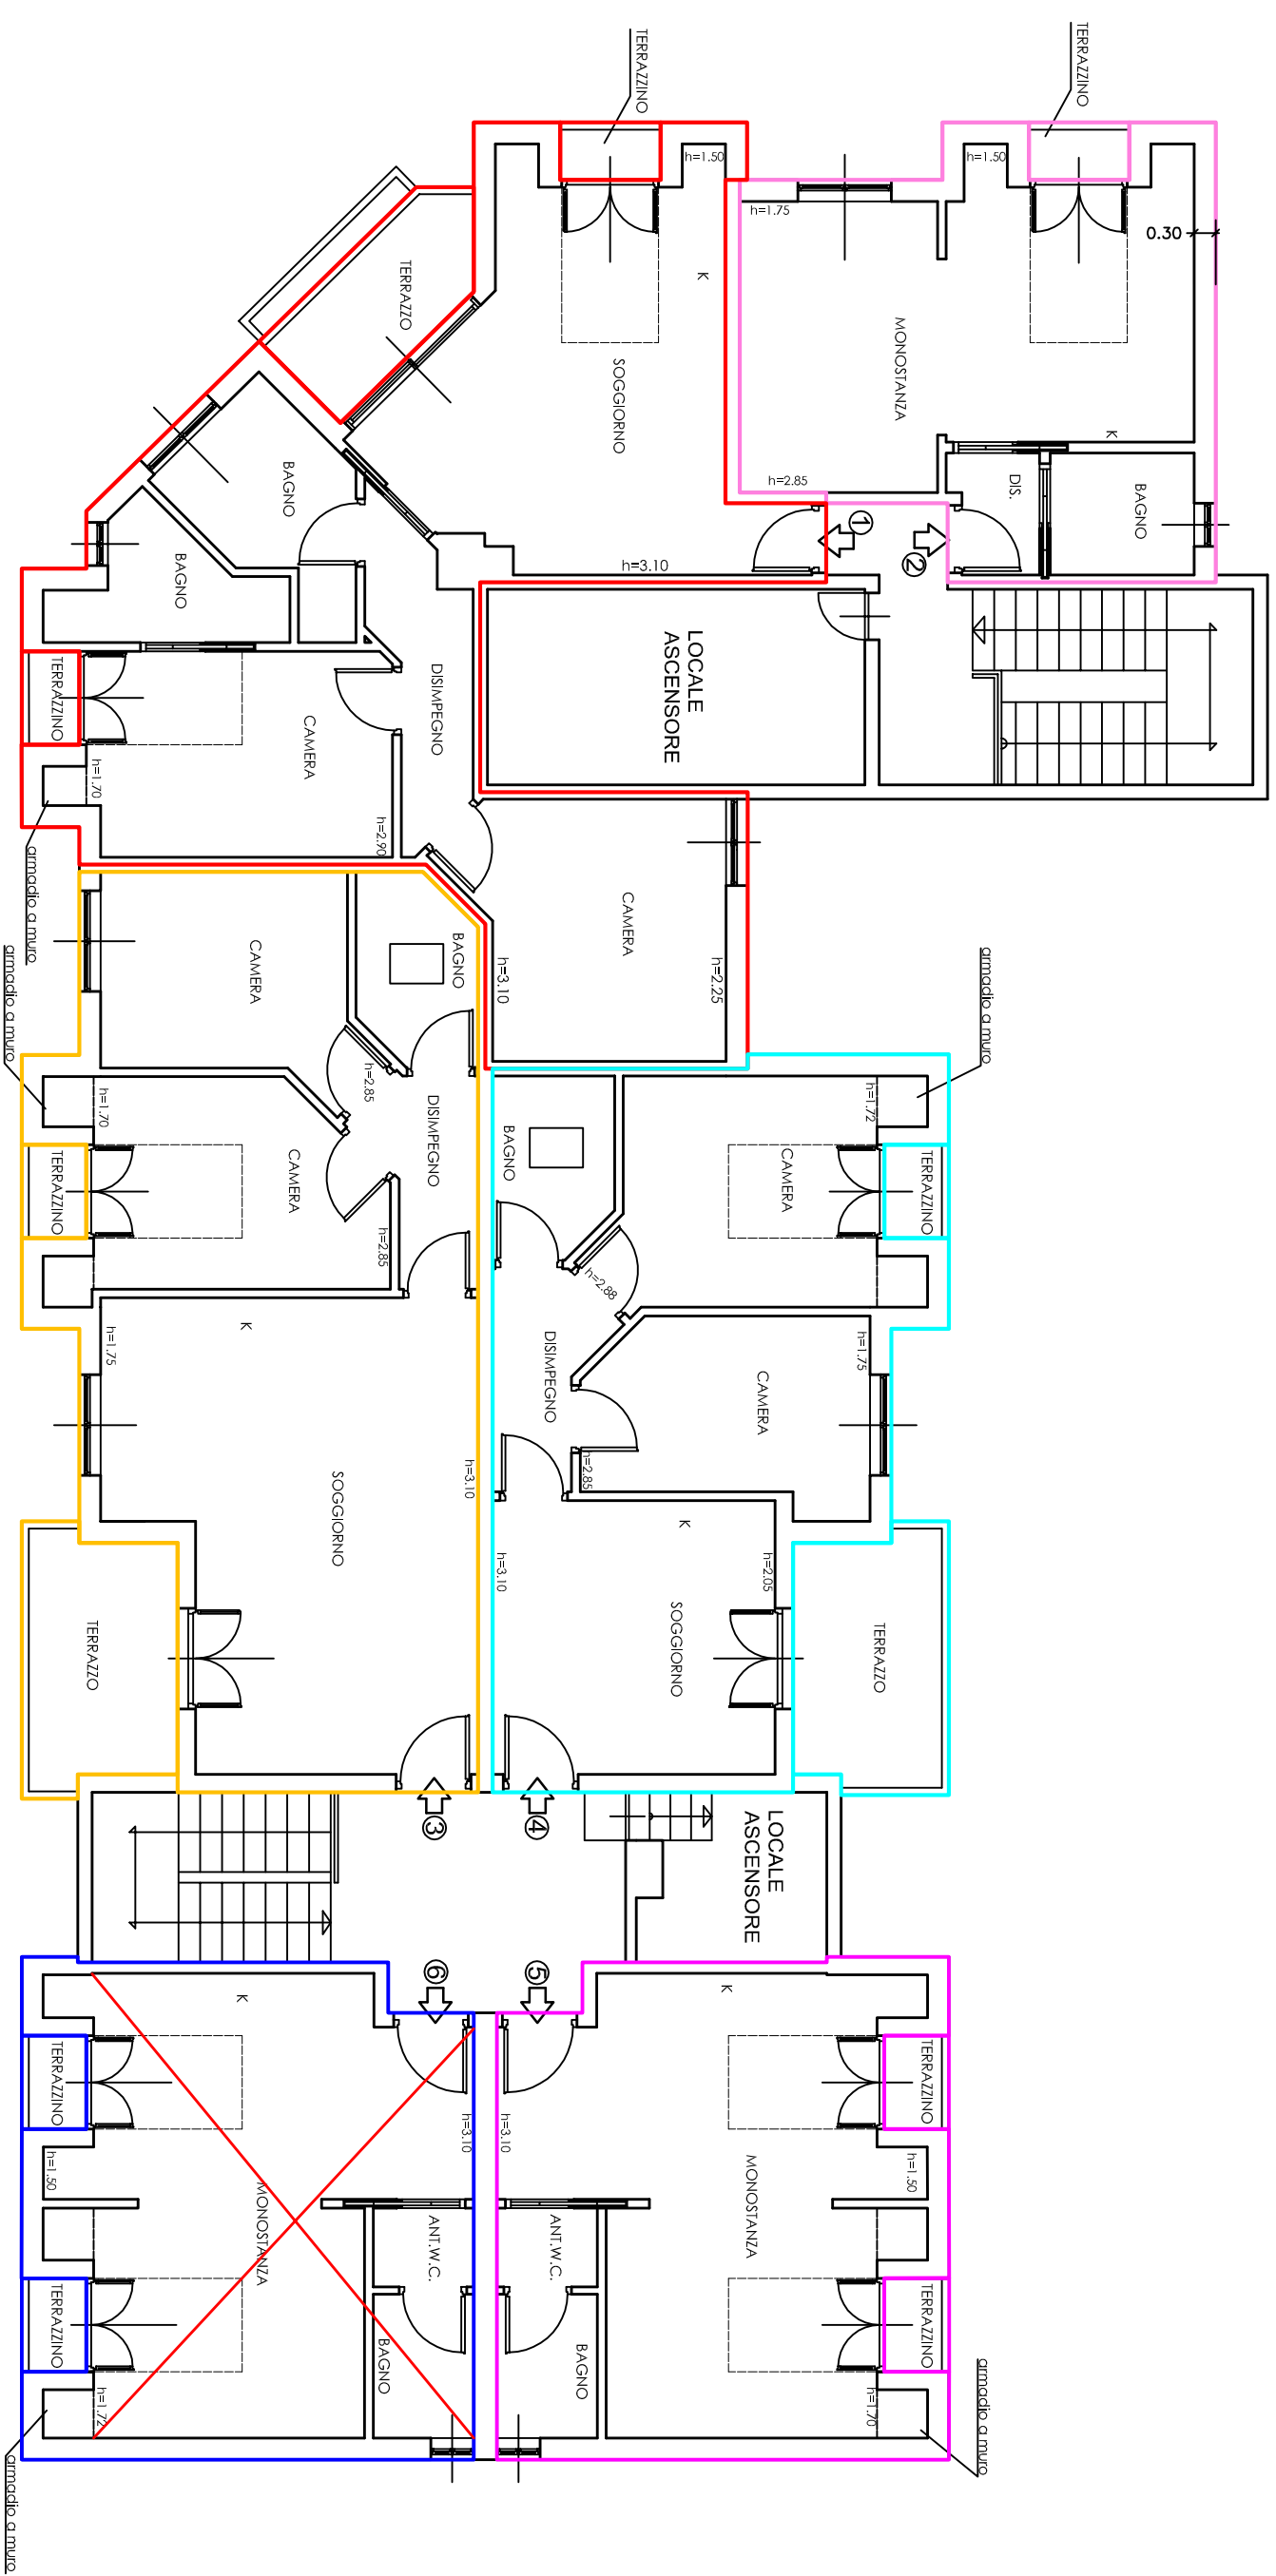 TERRAZZINO
TERRAZZINO
h=1.50
h=1.50
h=1.75
0.30
K
TERRAZZO
MONOSTANZA
SOGGIORNO
K
h=2.85
DIS.
BAGNO
BAGNO
1
2
h=3.10
BAGNO
LOCALE
ASCENSORE
DISIMPEGNO
TERRAZZINO
CAMERA
h=1.70
h=2.90
armadio a muro
CAMERA
h=2.25
h=3.10
BAGNO
CAMERA
armadio a muro
armadio a muro
h=2.85
h=1.70
h=1.72
DISIMPEGNO
BAGNO
TERRAZZINO
CAMERA
CAMERA
TERRAZZINO
h=2.85
h=2.88
K
h=1.75
DISIMPEGNO
CAMERA
h=1.75
h=3.10
h=2.85
SOGGIORNO
K
h=3.10
h=2.05
TERRAZZO
SOGGIORNO
TERRAZZO
3
4
LOCALE
ASCENSORE
6
5
K
K
TERRAZZINO
TERRAZZINO
h=3.10
h=3.10
h=1.50
h=1.50
MONOSTANZA
MONOSTANZA
ANT.W.C.
ANT.W.C.
TERRAZZINO
TERRAZZINO
BAGNO
BAGNO
h=1.72
h=1.70
armadio a muro
armadio a muro